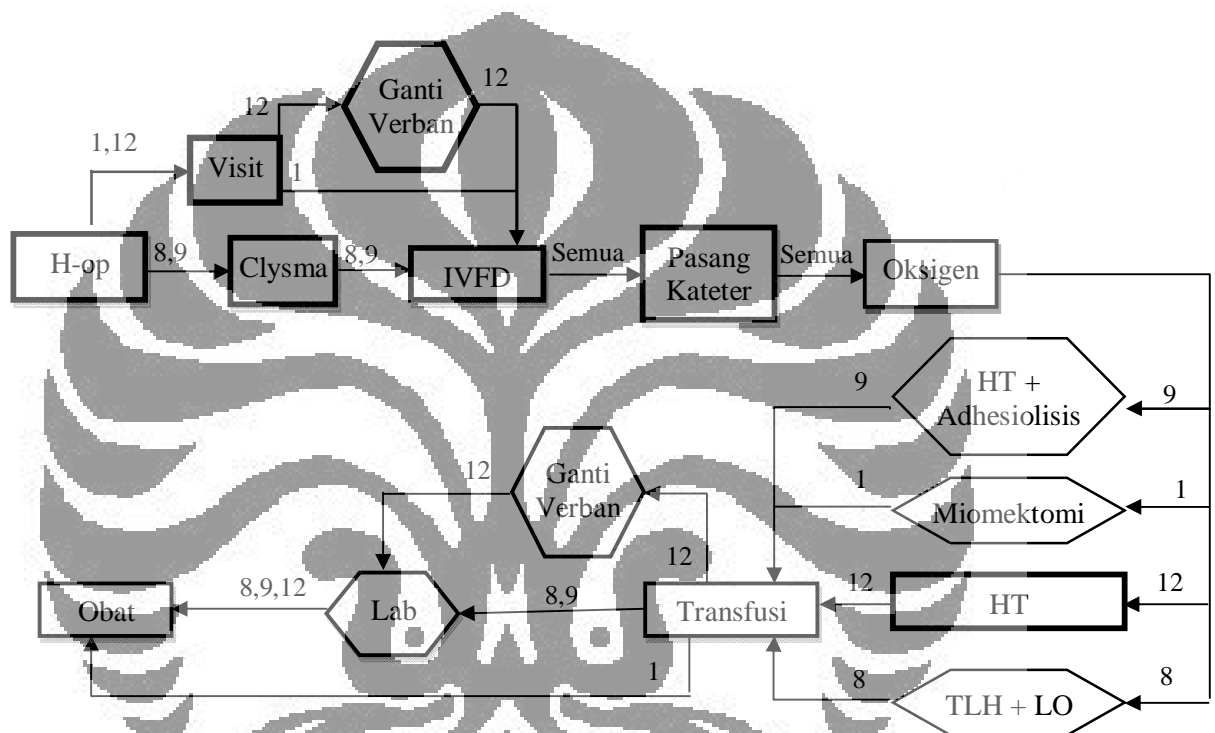 Ganti
Verban
12
12
1,12
Visit
1
H-op
8,9
Clysma
8,9
IVFD
Semua
Pasang
Kateter
Semua
Oksigen
9
HT +
Adhesiolisis
9
12
Ganti
Verban
1
Miomektomi
1
12
8,9,12
Obat
Lab
8,9
Transfusi
12
HT
12
1
8
TLH + LO
8